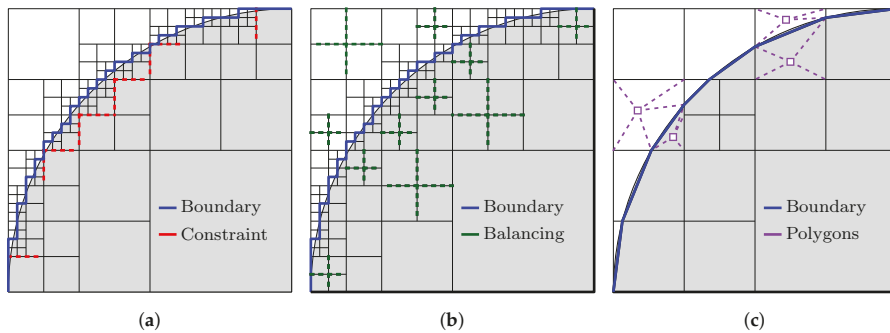 Boundary
Constraint
(a)
Boundary
Balancing
(b)
Boundary
Polygons
(c)